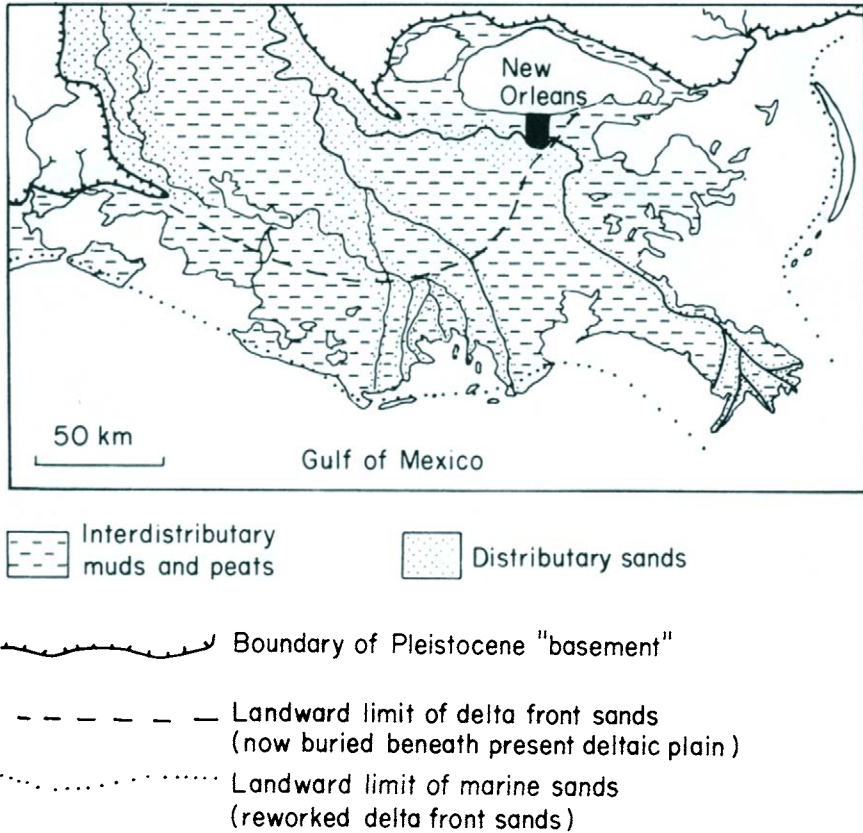 New
Orleans
50 km
Gulf of Mexico
Interdistributary
muds and peats
Distributary sands
Boundary of Pleistocene "basement"
Landward limit of delta front sands
(now buried beneath present deltaic plain)
Landward limit of marine sands
(reworked delta front sands)